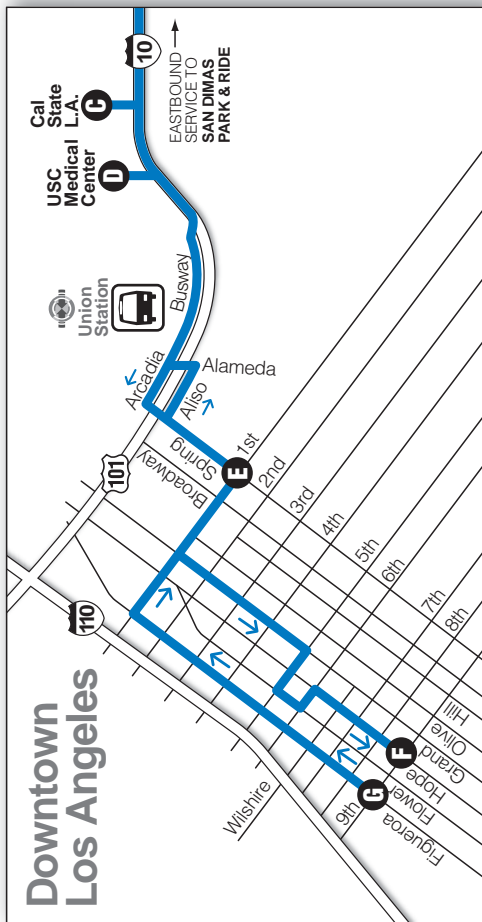 Downtown
Los Angeles
110
101
Union
Station
USC
Medical
Center
D
Cal
State
L.A.
C
10
EASTBOUND
SERVICE TO
SAN DIMAS
PARK & RIDE
Busway
Arcadia
Aliso
Alameda
Spring
Broadway
E
1st
2nd
3rd
4th
5th
6th
7th
8th
Wilshire
9th
G
F
Figueroa
Flower
Hope
Grand
Olive
Hill